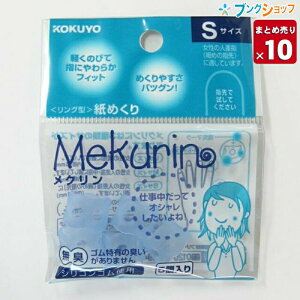 ブングショップ
まとめ売り
×10
KOKUYO
Sサイズ
軽くのびて
指にやわらか
フィット
めくりやすさ
バツグン!
女性の人差指
(細めの指先)
に適しています。
指先で
試して
ください
<リング型>紙めくり
Mekurin
メクリン
仕事中だって
オシャレ
したいよね
無臭
ゴム特有の臭い
がありません
シリコンゴム使用
5個入り